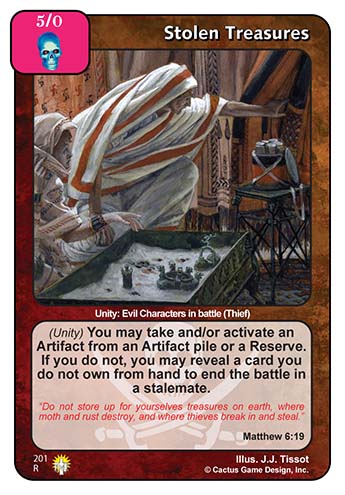 5/0
Stolen Treasures
Unity: Evil Characters in battle (Thief)
(Unity) You may take and/or activate an
Artifact from an Artifact pile or a Reserve.
If you do not, you may reveal a card you
do not own from hand to end the battle in
a stalemate.
"Do not store up for yourselves treasures on earth, where
moth and rust destroy, and where thieves break in and steal."
Matthew 6:19
201
R
Illus. J.J. Tissot
© Cactus Game Design, Inc.